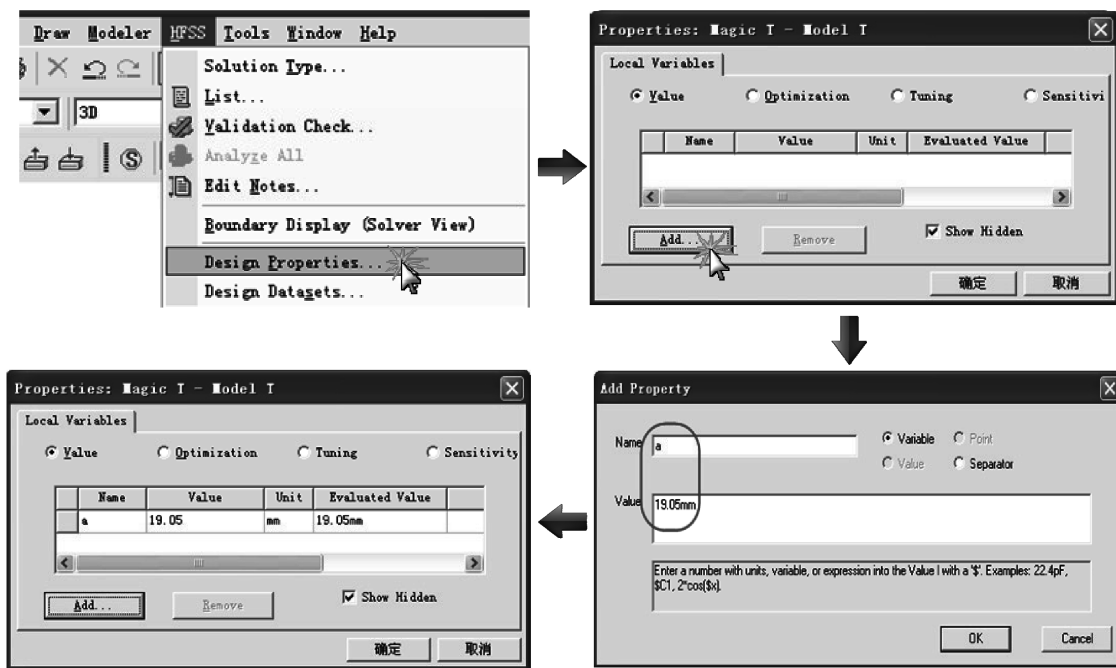 Draw Modeler HFSS Tools Window Help
3D
Solution Type...
List...
Validation Check...
Analyze All
Edit Notes...
Boundary Display (Solver View)
Design Properties...
Design Datasets...
Properties: Magic T - Model T
Local Variables
Value Optimization Tuning Sensitivi
Name Value Unit Evaluated Value
Add... Remove Show Hidden
确定 取消
Properties: Magic T - Model T
Local Variables
Value Optimization Tuning Sensitivity
Name Value Unit Evaluated Value
a 19.05 mm 19.05mm
Add... Remove Show Hidden
确定 取消
Add Property
Name a Variable Point
Value Separator
Value 19.05mm
Enter a number with units, variable, or expression into the Value l with a '$'. Examples: 22.4pF,
$C1, 2*cos($x).
OK Cancel